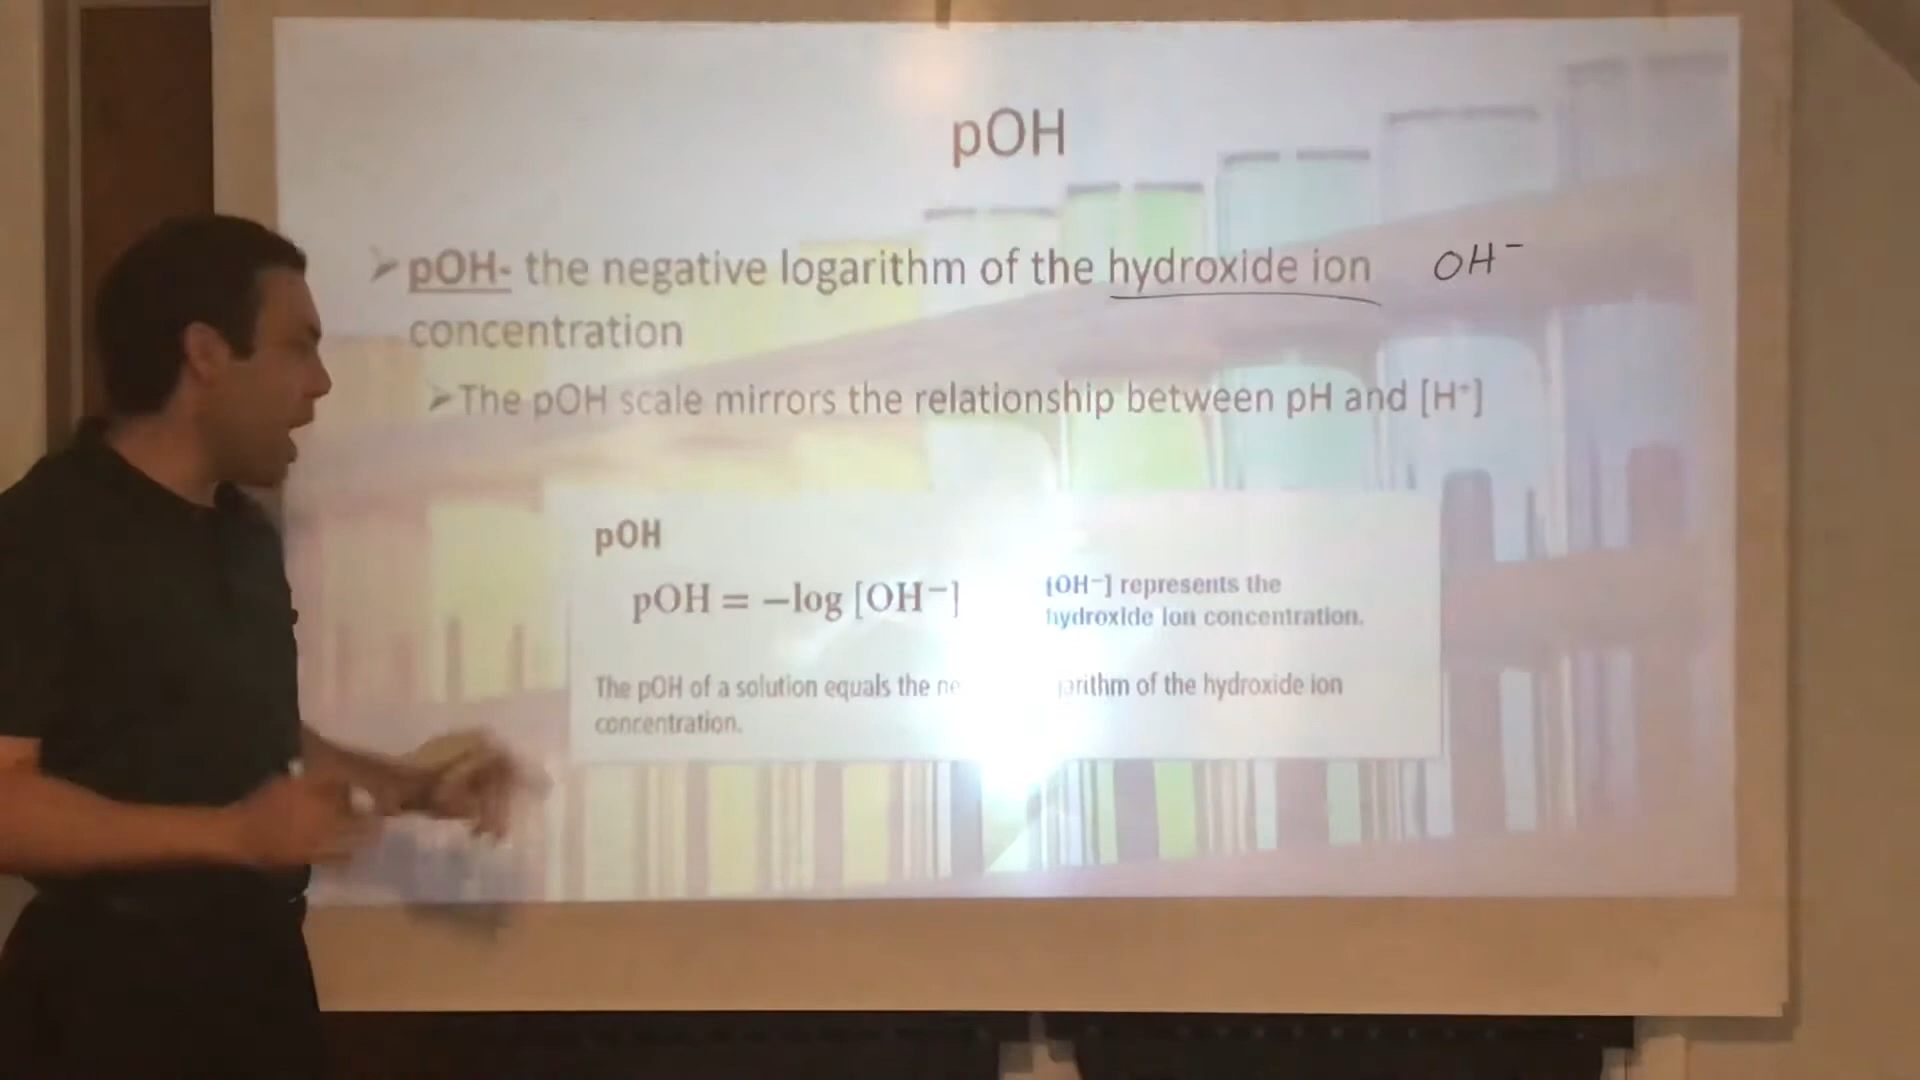 pOH
➢pOH- the negative logarithm of the hydroxide ion OH⁻
concentration
➢The pOH scale mirrors the relationship between pH and [H⁺]
pOH
pOH = −log [OH⁻]
[OH⁻] represents the
hydroxide ion concentration.
The pOH of a solution equals the of the hydroxide ion
concentration.